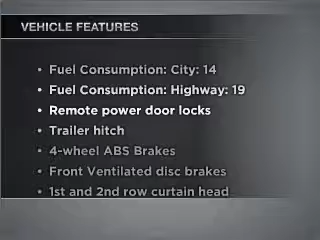 VEHICLE FEATURES
• Fuel Consumption: City: 14
• Fuel Consumption: Highway: 19
• Remote power door locks
• Trailer hitch
• 4-wheel ABS Brakes
• Front Ventilated disc brakes
• 1st and 2nd row curtain head